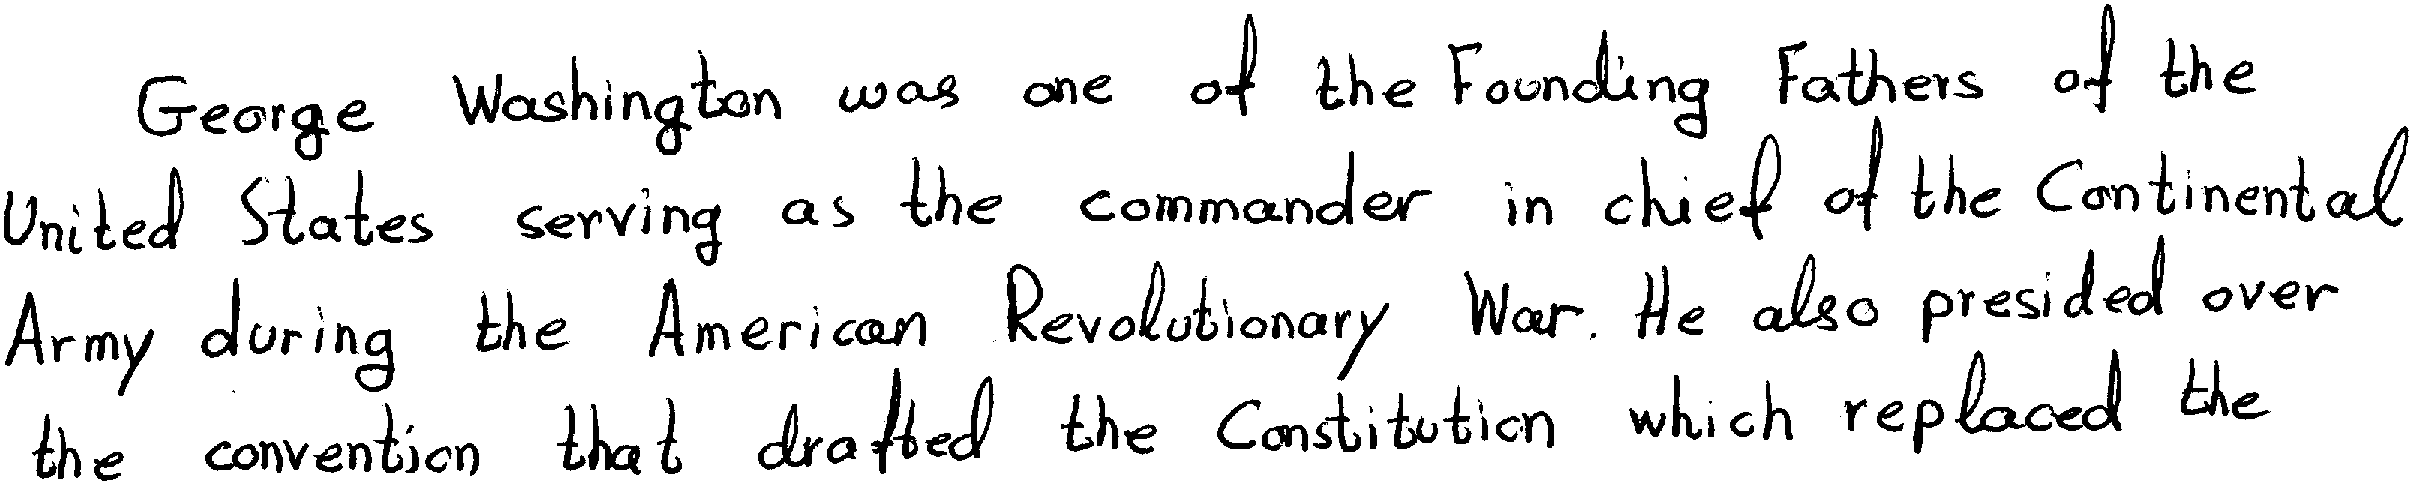 George Washington was one of the Founding Fathers of the
United States serving as the commander in chief of the Continental
Army during the American Revolutionary War. He also presided over
the convention that drafted the Constitution which replaced the